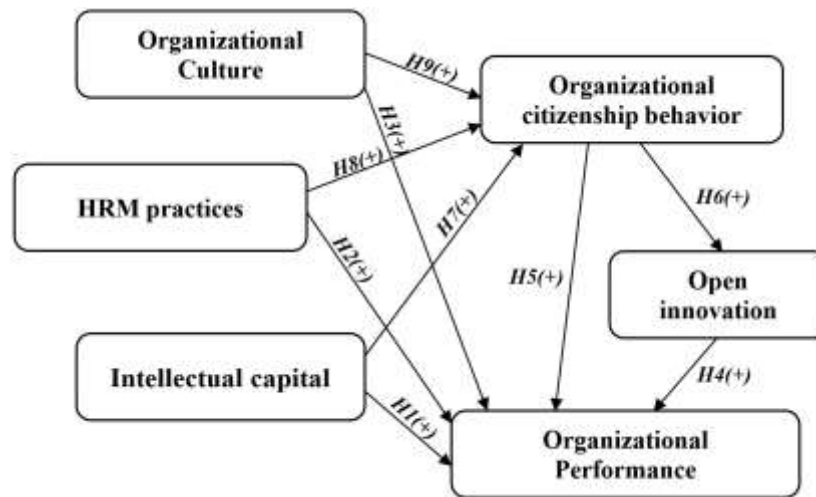 Organizational
Culture
H9(+)
Organizational
citizenship behavior
H3(+)
H8(+)
HRM practices
H7(+)
H6(+)
H2(+)
H5(+)
Open
innovation
Intellectual capital
H4(+)
H1(+)
Organizational
Performance